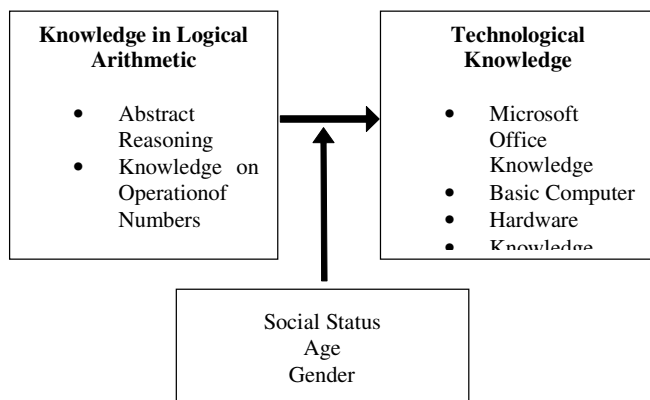 Knowledge in Logical
Arithmetic
• Abstract
Reasoning
• Knowledge on
Operationof
Numbers
Technological
Knowledge
• Microsoft
Office
Knowledge
• Basic Computer
• Hardware
• Knowledge
Social Status
Age
Gender